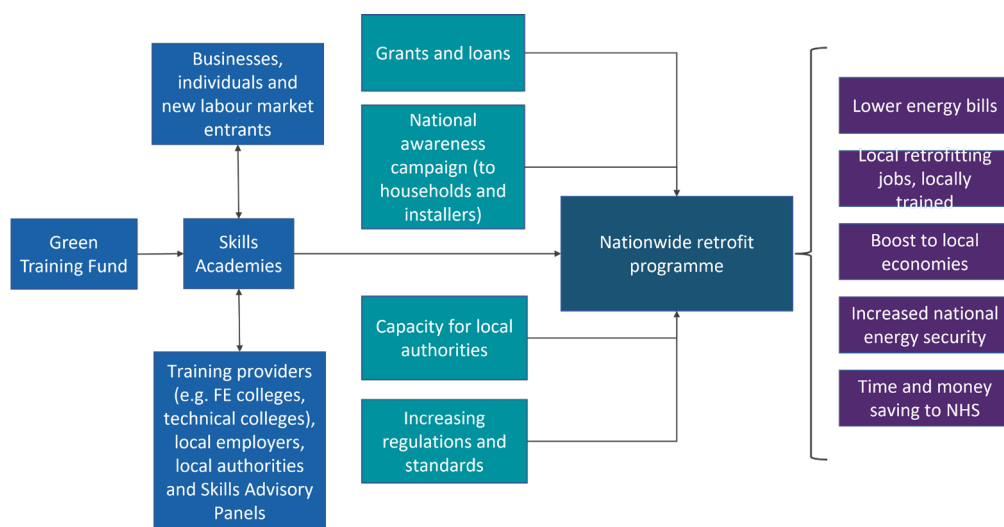 Businesses,
individuals and
new labour market
entrants
Green
Training Fund
Skills
Academies
Training providers
(e.g. FE colleges,
technical colleges),
local employers,
local authorities
and Skills Advisory
Panels
Grants and loans
National
awareness
campaign (to
households and
installers)
Capacity for local
authorities
Increasing
regulations and
standards
Nationwide retrofit
programme
Lower energy bills
Local retrofitting
jobs, locally
trained
Boost to local
economies
Increased national
energy security
Time and money
saving to NHS